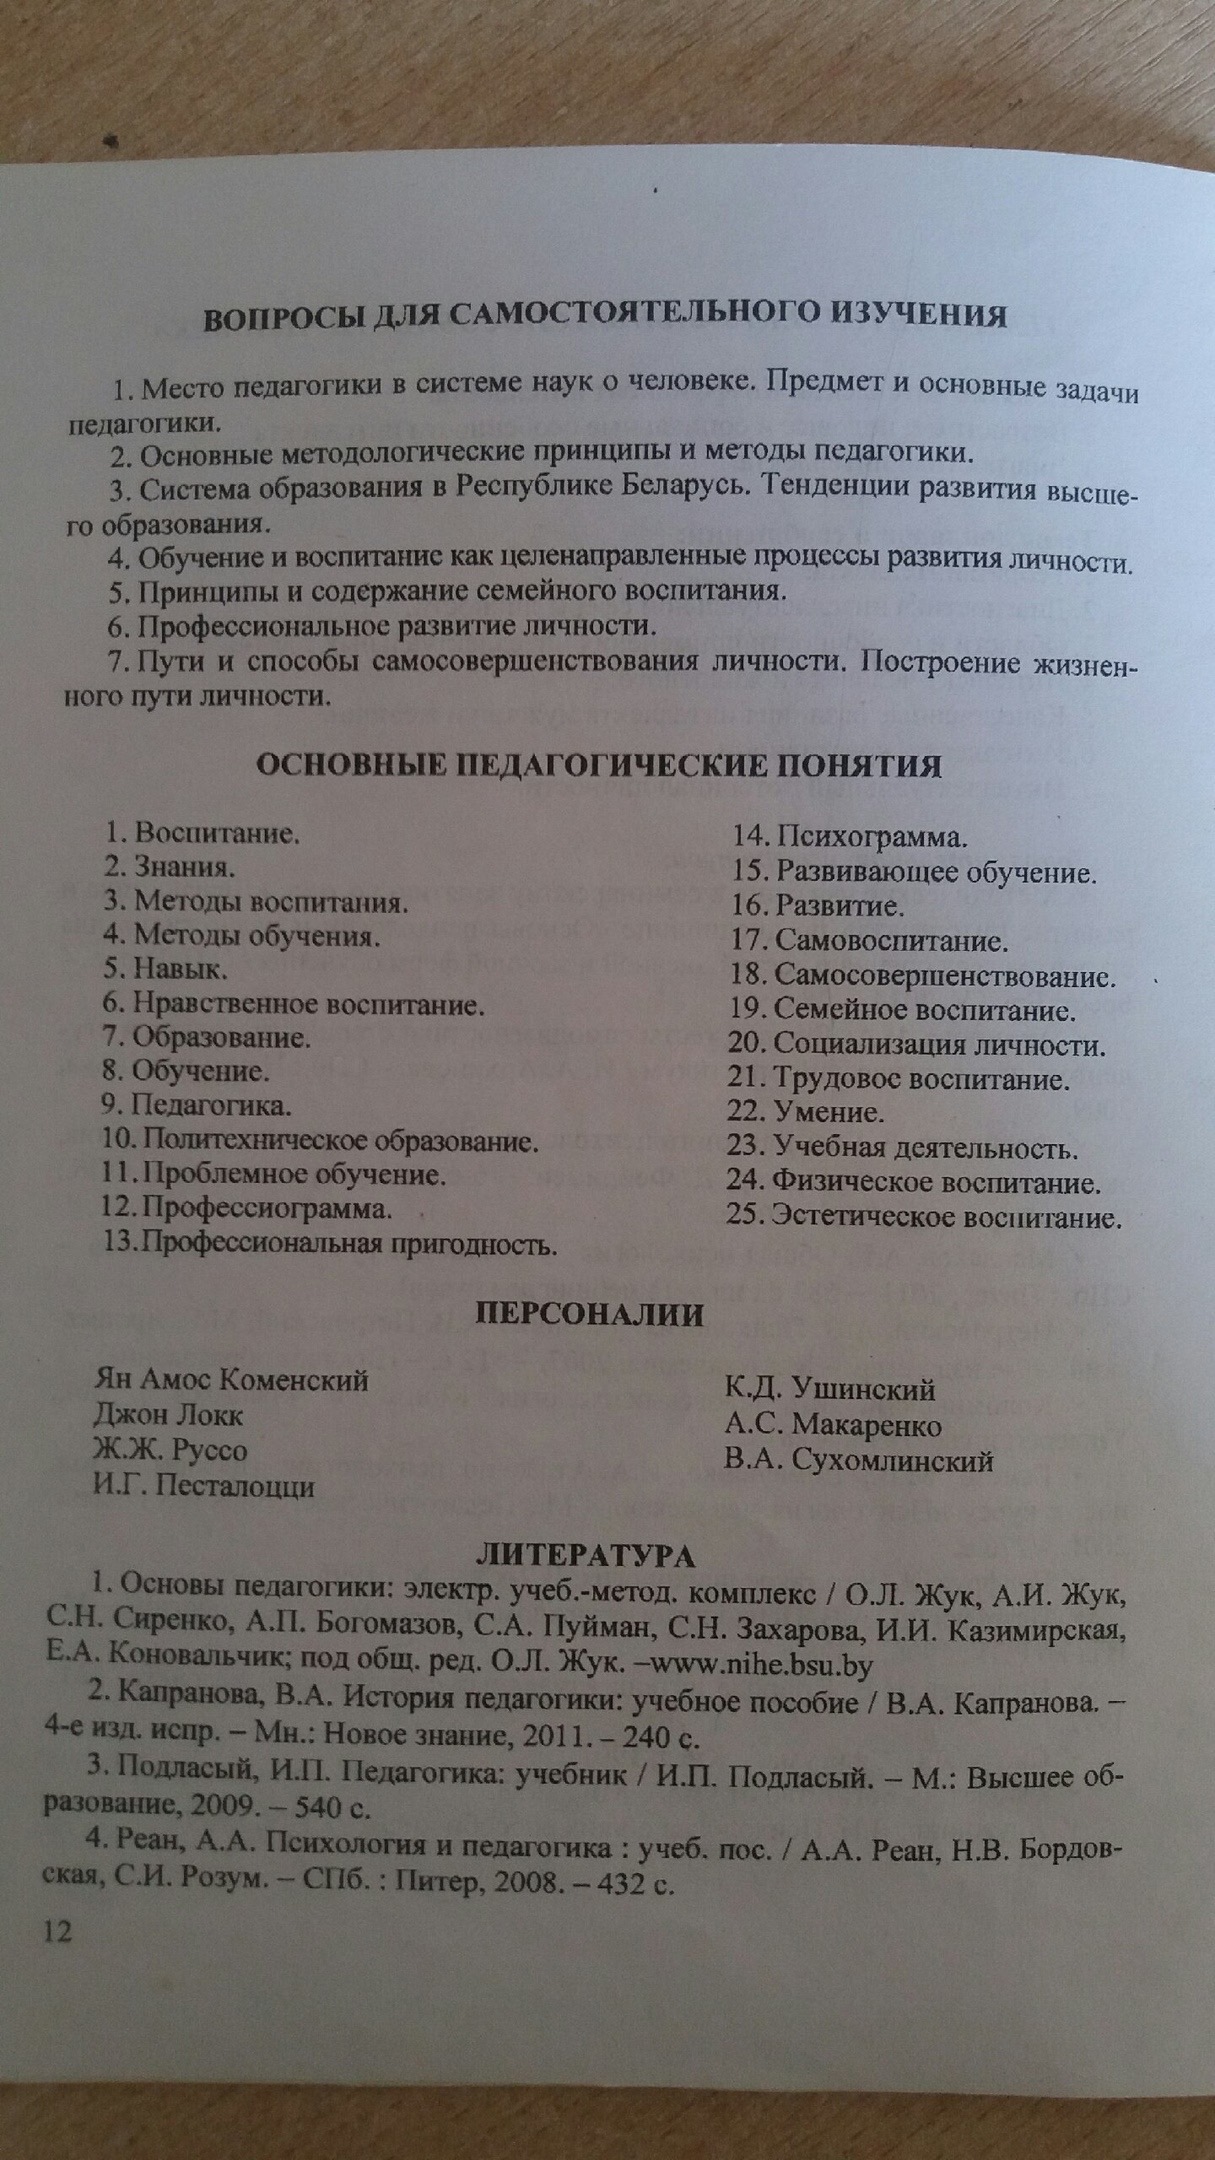 ВОПРОСЫ ДЛЯ САМОСТОЯТЕЛЬНОГО ИЗУЧЕНИЯ
1. Место педагогики в системе наук о человеке. Предмет и основные задачи
педагогики.
2. Основные методологические принципы и методы педагогики.
3. Система образования в Республике Беларусь. Тенденции развития высше-
го образования.
4. Обучение и воспитание как целенаправленные процессы развития личности.
5. Принципы и содержание семейного воспитания.
6. Профессиональное развитие личности.
7. Пути и способы самосовершенствования личности. Построение жизнен-
ного пути личности.
ОСНОВНЫЕ ПЕДАГОГИЧЕСКИЕ ПОНЯТИЯ
1. Воспитание.
2. Знания.
3. Методы воспитания.
4. Методы обучения.
5. Навык.
6. Нравственное воспитание.
7. Образование.
8. Обучение.
9. Педагогика.
10. Политехническое образование.
11. Проблемное обучение.
12. Профессиограмма.
13.Профессиональная пригодность.
14. Психограмма.
15. Развивающее обучение.
16. Развитие.
17. Самовоспитание.
18. Самосовершенствование.
19. Семейное воспитание.
20. Социализация личности.
21. Трудовое воспитание.
22. Умение.
23. Учебная деятельность.
24. Физическое воспитание.
25. Эстетическое воспитание.
ПЕРСОНАЛИИ
Ян Амос Коменский
Джон Локк
Ж.Ж. Руссо
И.Г. Песталоцци
К.Д. Ушинский
А.С. Макаренко
В.А. Сухомлинский
ЛИТЕРАТУРА
1. Основы педагогики: электр. учеб.-метод. комплекс / О.Л. Жук, А.И. Жук,
С.Н. Сиренко, А.П. Богомазов, С.А. Пуйман, С.Н. Захарова, И.И. Казимирская,
Е.А. Коновальчик; под общ. ред. О.Л. Жук. –www.nihe.bsu.by
2. Капранова, В.А. История педагогики: учебное пособие / В.А. Капранова. –
4-е изд. испр. – Мн.: Новое знание, 2011. – 240 с.
3. Подласый, И.П. Педагогика: учебник / И.П. Подласый. – М.: Высшее об-
разование, 2009. – 540 с.
4. Реан, А.А. Психология и педагогика : учеб. пос. / А.А. Реан, Н.В. Бордов-
ская, С.И. Розум. – СПб. : Питер, 2008. – 432 с.
12